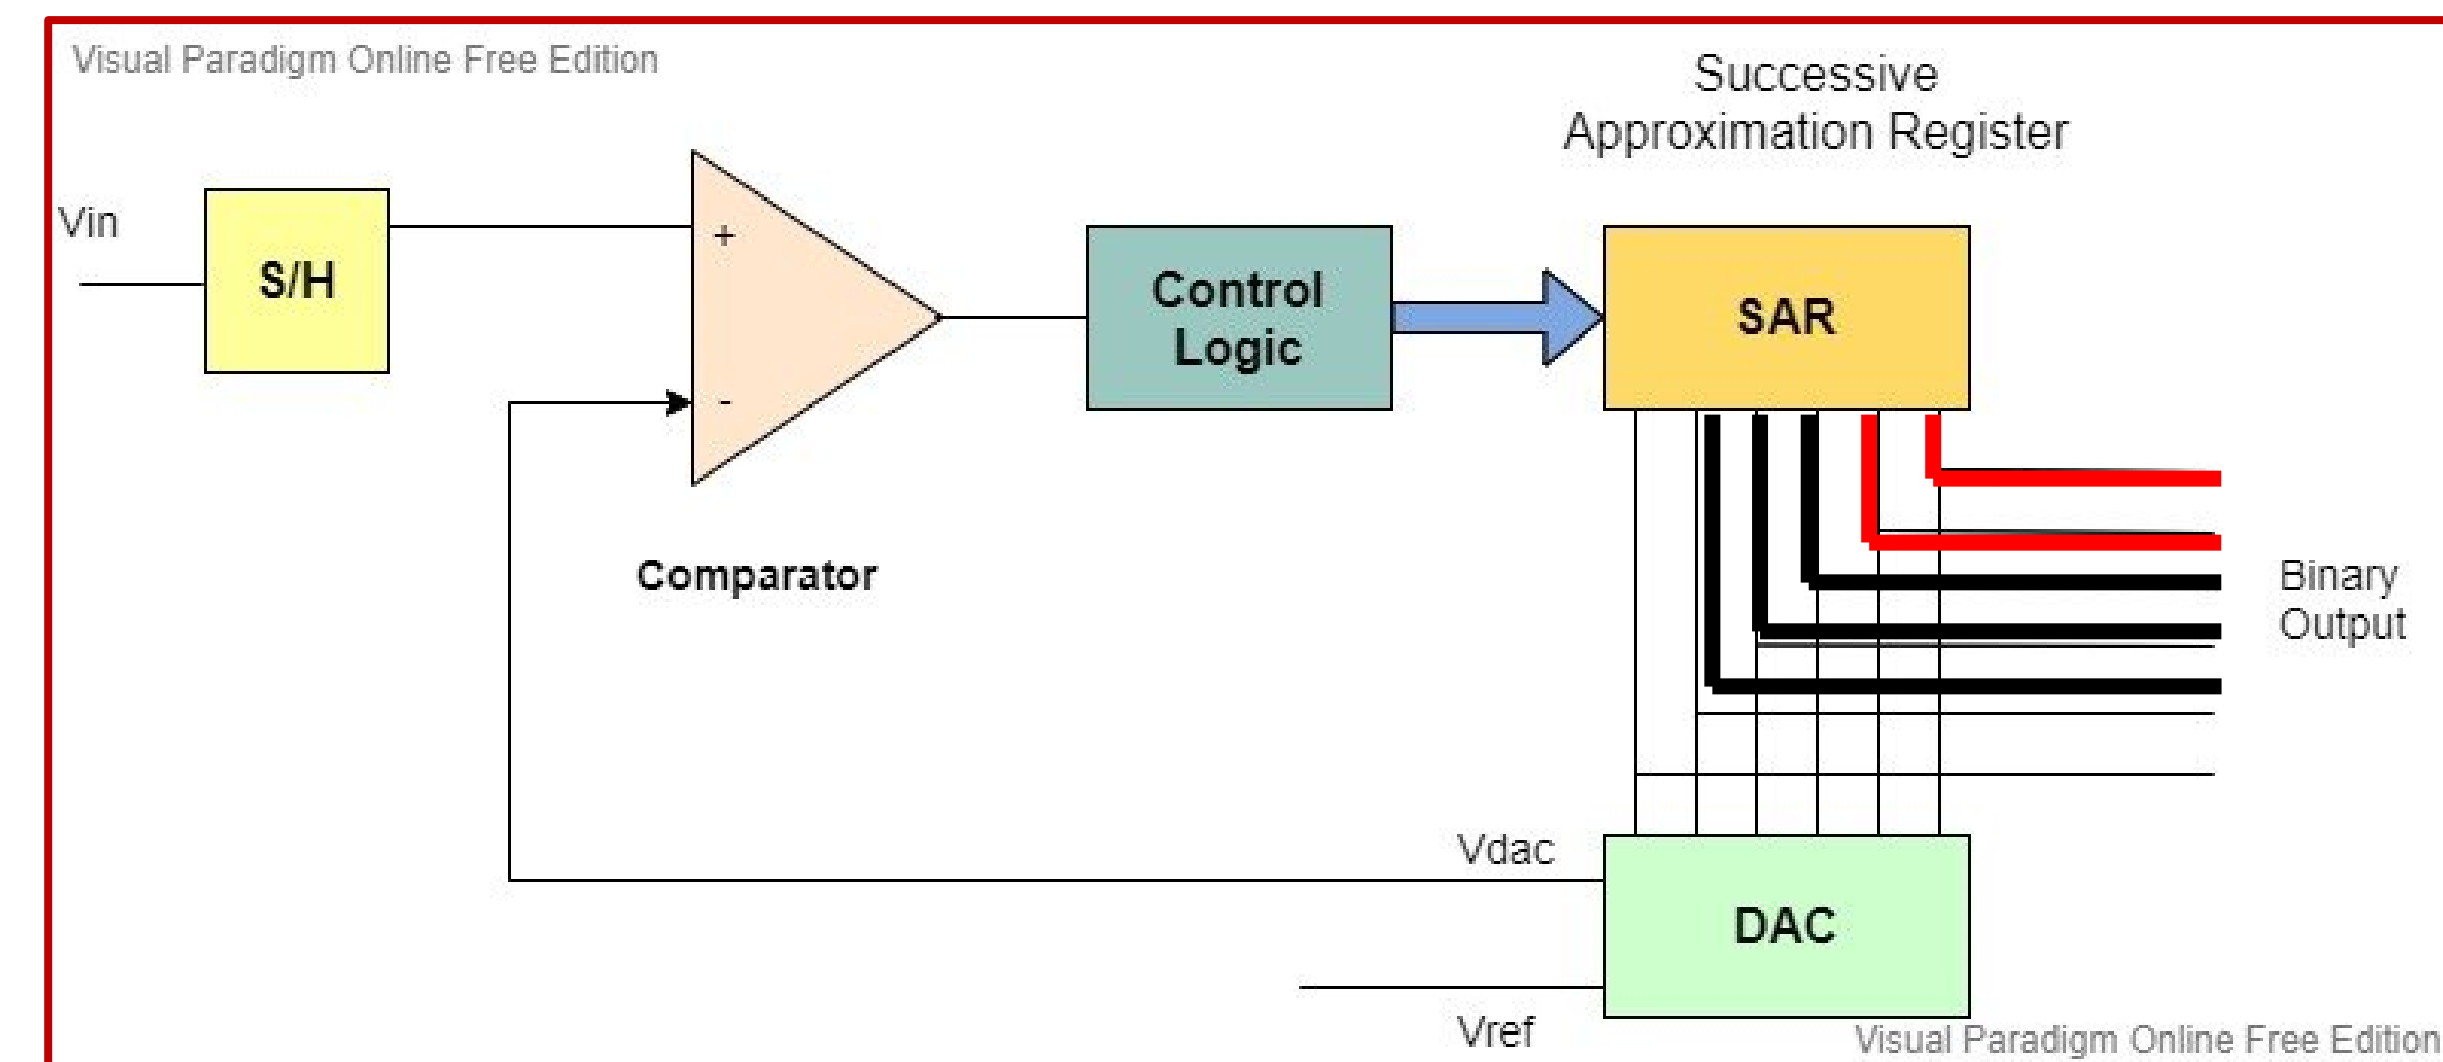 Visual Paradigm Online Free Edition
Successive
Approximation Register
Vin
S/H
+
-
Comparator
Control
Logic
SAR
Binary
Output
Vdac
DAC
Vref
Visual Paradigm Online Free Edition